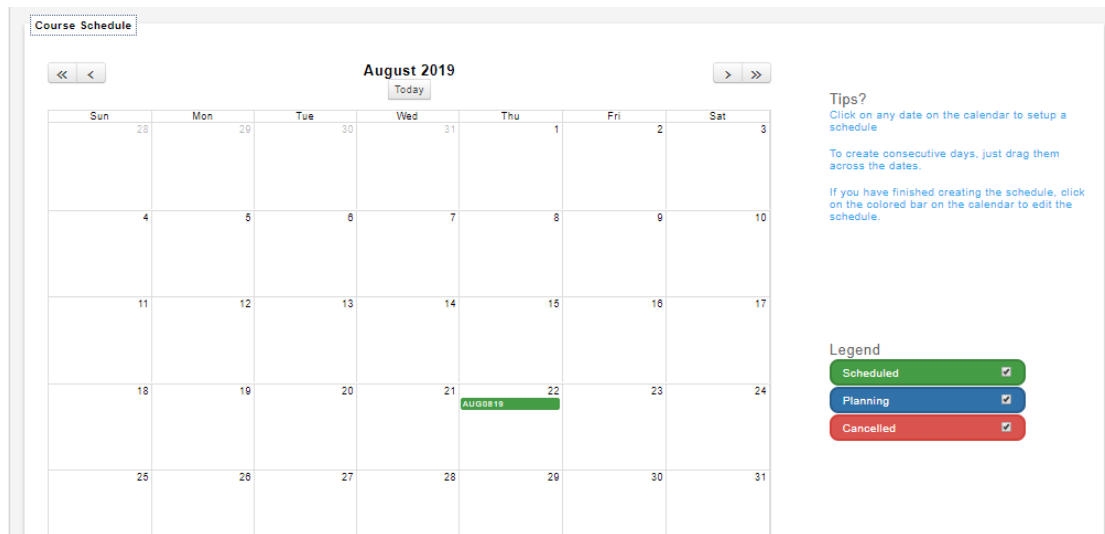 Course Schedule
« <
August 2019
> »
Today
Sun Mon Tue Wed Thu Fri Sat
28 29 30 31 1 2 3
4 5 6 7 8 9 10
11 12 13 14 15 16 17
18 19 20 21 22 23 24
AUG0819
25 26 27 28 29 30 31
Tips?
Click on any date on the calendar to setup a
schedule
To create consecutive days, just drag them
across the dates.
If you have finished creating the schedule, click
on the colored bar on the calendar to edit the
schedule.
Legend
Scheduled
Planning
Cancelled